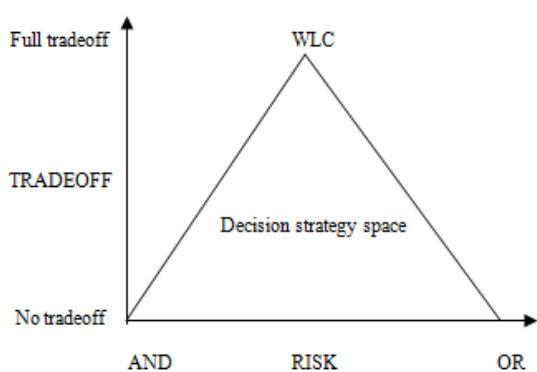 Full tradeoff
WLC
TRADEOFF
Decision strategy space
No tradeoff
AND
RISK
OR